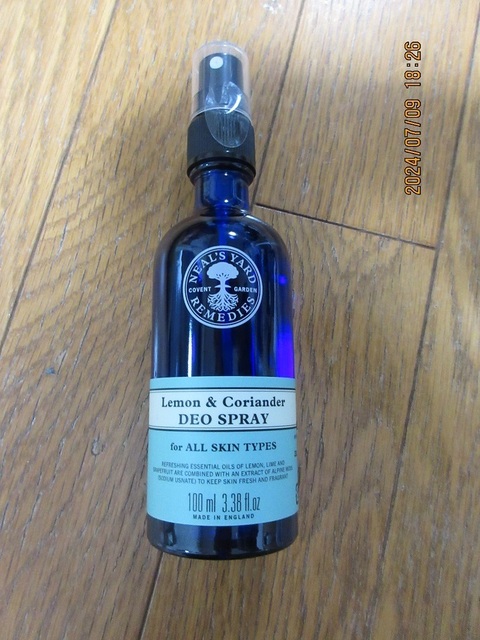 2024/07/09 18:26
NEAL'S YARD
COVENT GARDEN
REMEDIES
Lemon & Coriander
DEO SPRAY
for ALL SKIN TYPES
REFRESHING ESSENTIAL OILS OF LEMON, LIME AND
GRAPEFRUIT ARE COMBINED WITH AN EXTRACT OF ALPINE MOSS
(SODIUM USNATE) TO KEEP SKIN FRESH AND FRAGRANT
100 ml 3.38 fl.oz
MADE IN ENGLAND